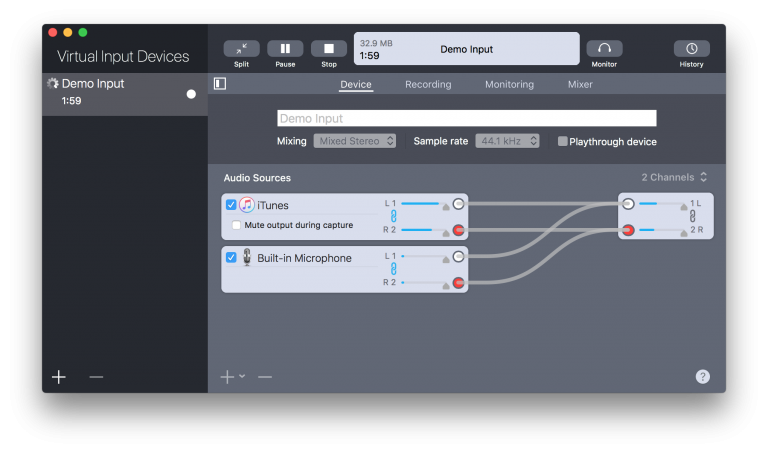 Virtual Input Devices
Split
Pause
Stop
32.9 MB
1:59
Demo Input
Monitor
History
Demo Input
1:59
Device
Recording
Monitoring
Mixer
Demo Input
Mixing
Mixed Stereo
Sample rate
44.1 kHz
Playthrough device
Audio Sources
2 Channels
iTunes
L 1
Mute output during capture
R 2
1 L
2 R
Built-in Microphone
L 1
R 2
?